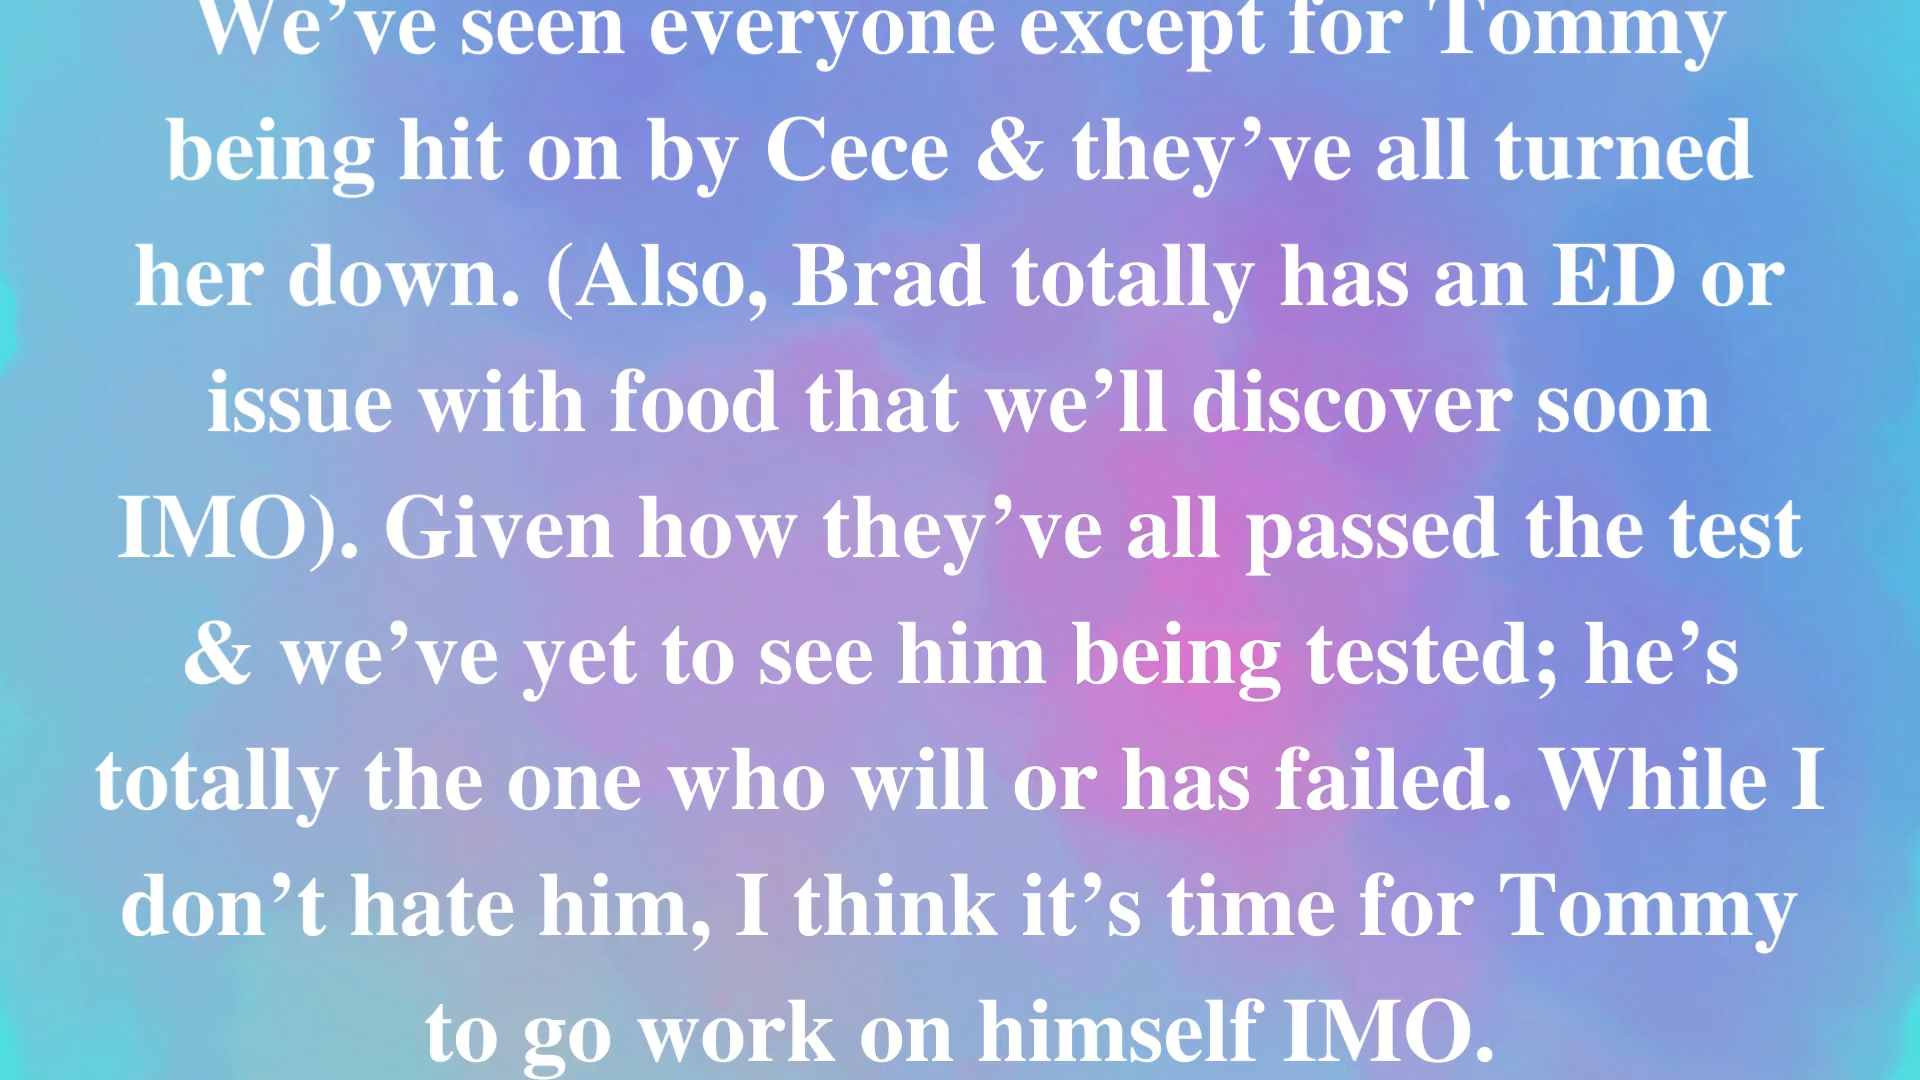 We’ve seen everyone except for Tommy
being hit on by Cece & they’ve all turned
her down. (Also, Brad totally has an ED or
issue with food that we’ll discover soon
IMO). Given how they’ve all passed the test
& we’ve yet to see him being tested; he’s
totally the one who will or has failed. While I
don’t hate him, I think it’s time for Tommy
to go work on himself IMO.